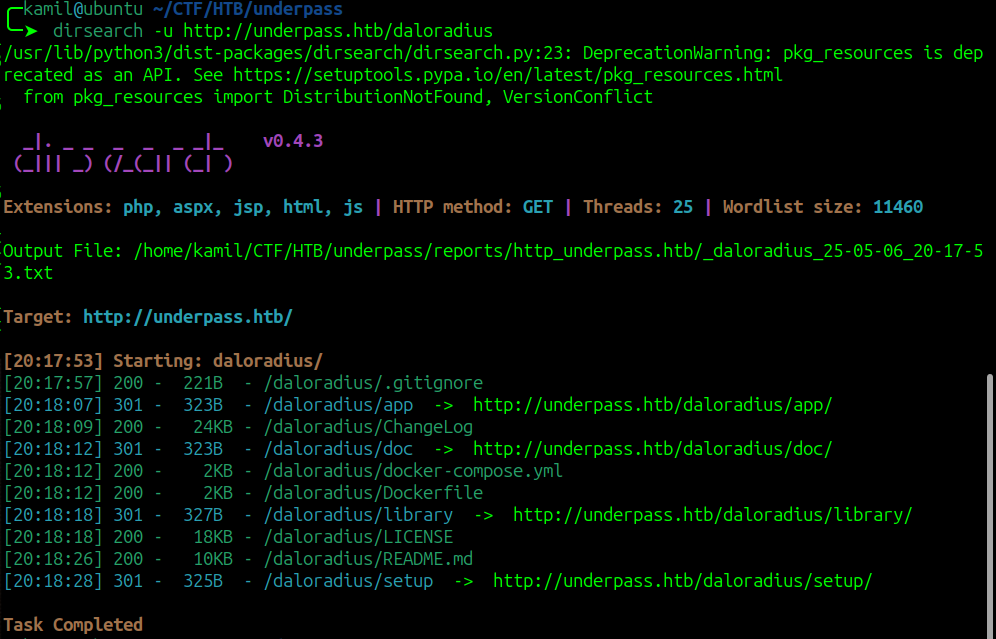 kamil@ubuntu ~/CTF/HTB/underpass
dirsearch -u http://underpass.htb/daloradius
/usr/lib/python3/dist-packages/dirsearch/dirsearch.py:23: DeprecationWarning: pkg_resources is dep
recated as an API. See https://setuptools.pypa.io/en/latest/pkg_resources.html
  from pkg_resources import DistributionNotFound, VersionConflict
  _|. _ _  _  _  _ _|_    v0.4.3
 (_||| _) (/_(_|| (_| )
Extensions: php, aspx, jsp, html, js | HTTP method: GET | Threads: 25 | Wordlist size: 11460
Output File: /home/kamil/CTF/HTB/underpass/reports/http_underpass.htb/_daloradius_25-05-06_20-17-5
3.txt
Target: http://underpass.htb/
[20:17:53] Starting: daloradius/
[20:17:57] 200 -  221B  - /daloradius/.gitignore
[20:18:07] 301 -  323B  - /daloradius/app  ->  http://underpass.htb/daloradius/app/
[20:18:09] 200 -   24KB - /daloradius/ChangeLog
[20:18:12] 301 -  323B  - /daloradius/doc  ->  http://underpass.htb/daloradius/doc/
[20:18:12] 200 -    2KB - /daloradius/docker-compose.yml
[20:18:12] 200 -    2KB - /daloradius/Dockerfile
[20:18:18] 301 -  327B  - /daloradius/library  ->  http://underpass.htb/daloradius/library/
[20:18:18] 200 -   18KB - /daloradius/LICENSE
[20:18:26] 200 -   10KB - /daloradius/README.md
[20:18:28] 301 -  325B  - /daloradius/setup  ->  http://underpass.htb/daloradius/setup/
Task Completed